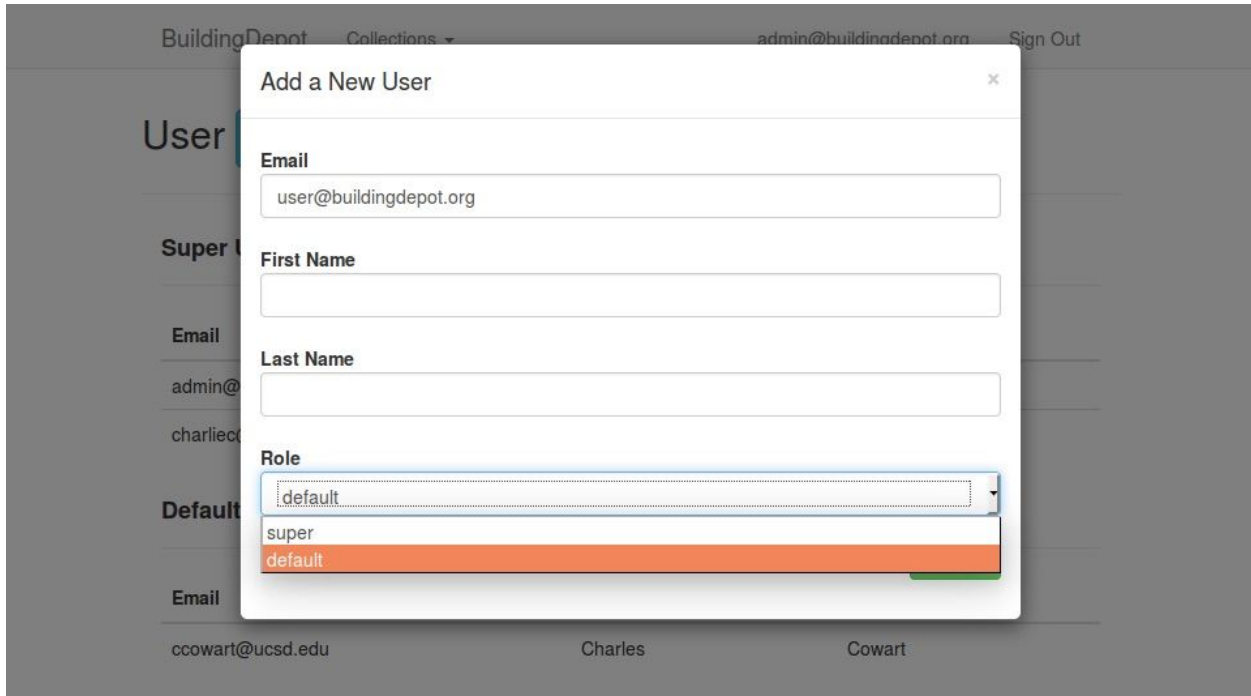 BuildingDepot Collections admin@buildingdepot.org Sign Out
Add a New User ×
User
Email
user@buildingdepot.org
Super
First Name
Email
Last Name
admin@
charliec
Role
default
Default
super
default
Email
ccowart@ucsd.edu Charles Cowart